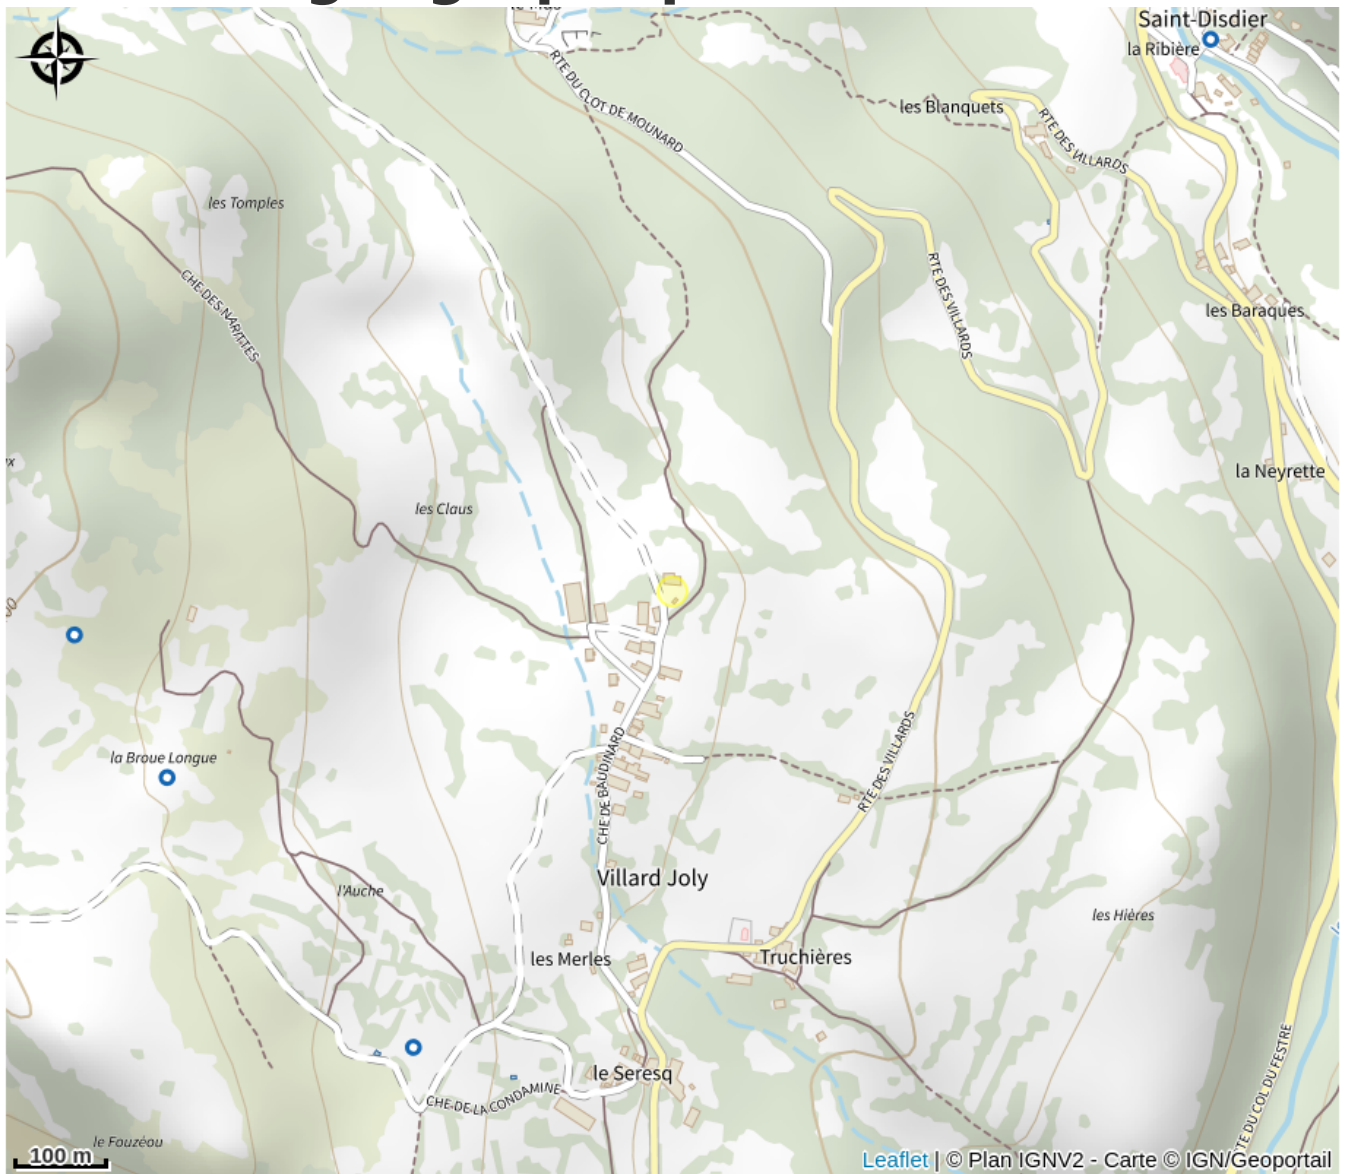 Saint-Disdier
la Ribière
RTE DU CLOT DE MOUNARD
les Blanquets
RTE DES VILLARDS
les Tomples
CHE DES NARITTES
RTE DES VILLARDS
les Baraques
la Neyrette
les Claus
la Broue Longue
CHE DE BAUDINARD
RTE DES VILLARDS
Villard Joly
l'Auche
les Hières
les Merles
Truchières
le Seresq
CHE DE LA CONDAMINE
TE DU COL DU FESTRE
le Fouzéou
100 m
Leaflet | © Plan IGNV2 - Carte © IGN/Geoportail